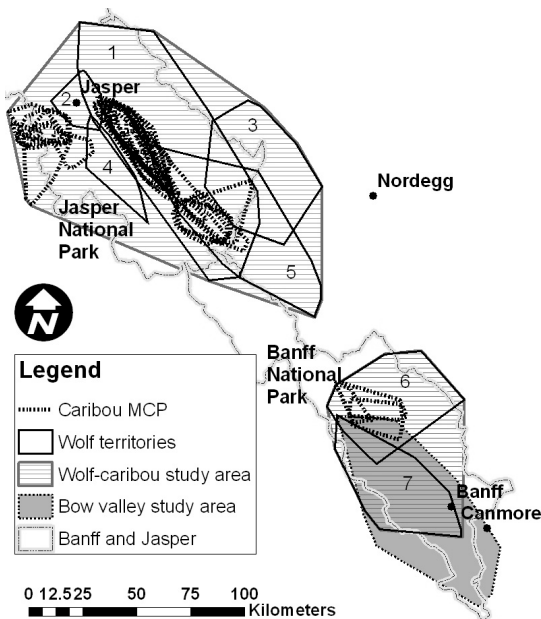 1
2
Jasper
3
4
Nordegg
Jasper
National
Park
5
N
Banff
National
Park
6
7
Banff
Canmore
Legend
Caribou MCP
Wolf territories
Wolf-caribou study area
Bow valley study area
Banff and Jasper
0 12.525 50 75 100
Kilometers